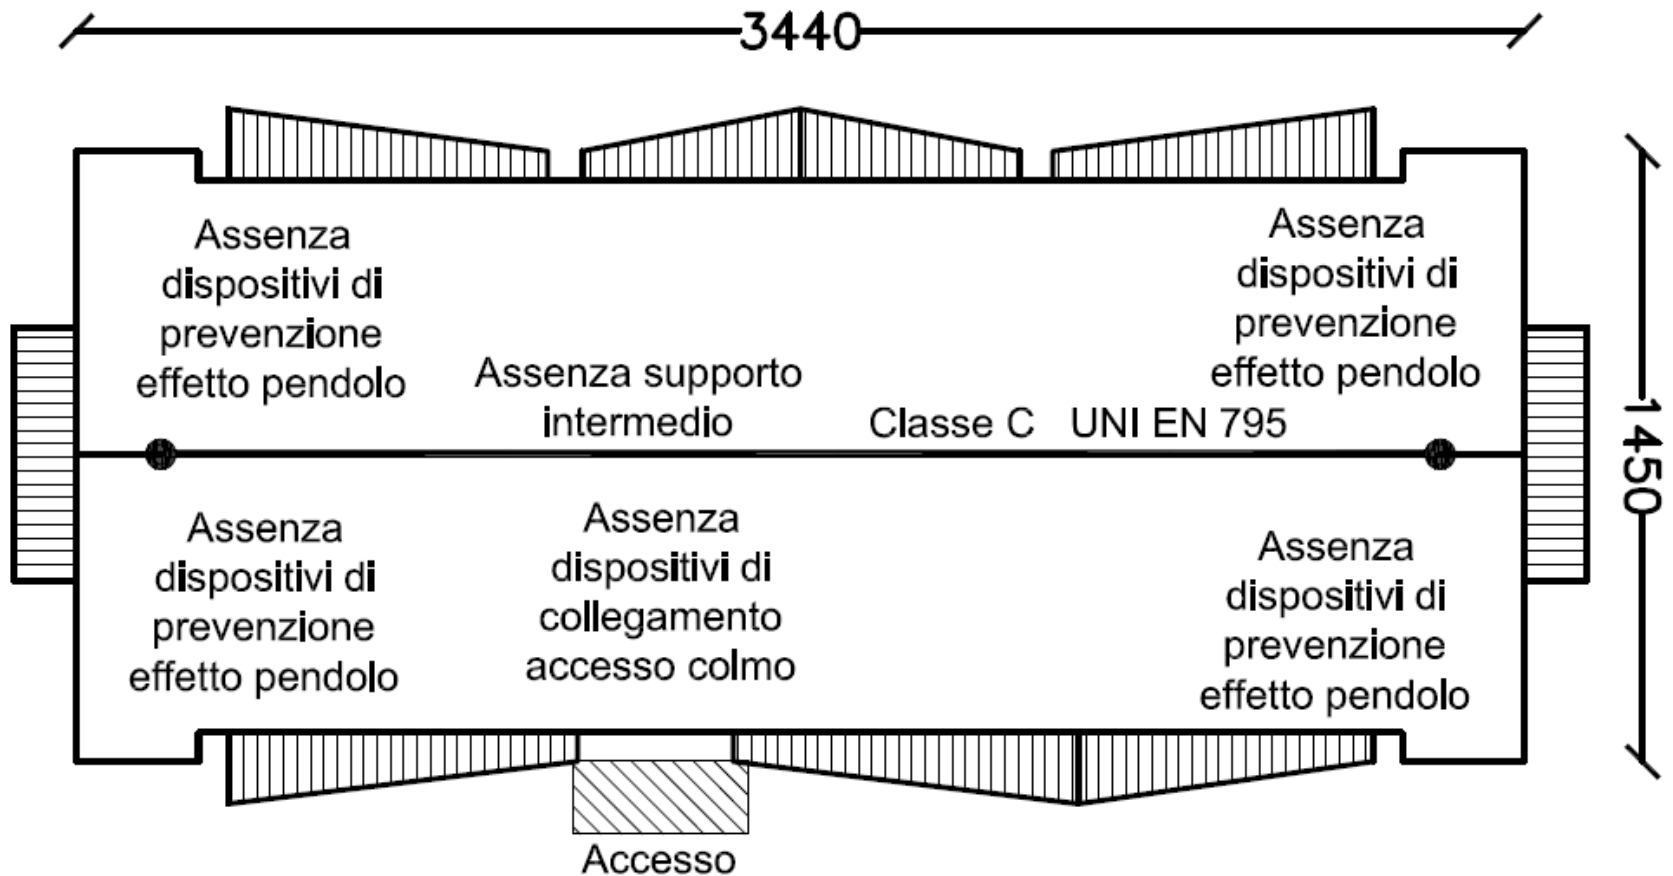 3440
Assenza
dispositivi di
prevenzione
effetto pendolo
Assenza
dispositivi di
prevenzione
effetto pendolo
Assenza supporto
intermedio
Classe C UNI EN 795
1450
Assenza
dispositivi di
prevenzione
effetto pendolo
Assenza
dispositivi di
collegamento
accesso colmo
Assenza
dispositivi di
prevenzione
effetto pendolo
Accesso